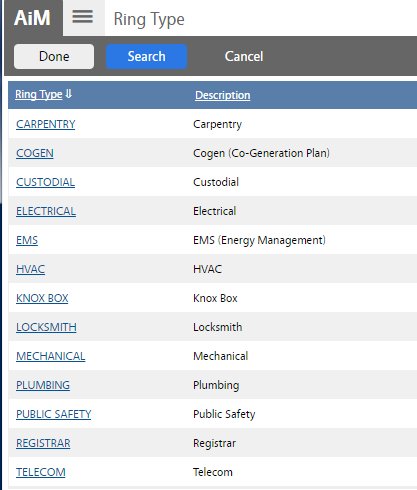 AiM Ring Type
Done Search Cancel
Ring Type⇓ Description
CARPENTRY Carpentry
COGEN Cogen (Co-Generation Plan)
CUSTODIAL Custodial
ELECTRICAL Electrical
EMS EMS (Energy Management)
HVAC HVAC
KNOX BOX Knox Box
LOCKSMITH Locksmith
MECHANICAL Mechanical
PLUMBING Plumbing
PUBLIC SAFETY Public Safety
REGISTRAR Registrar
TELECOM Telecom